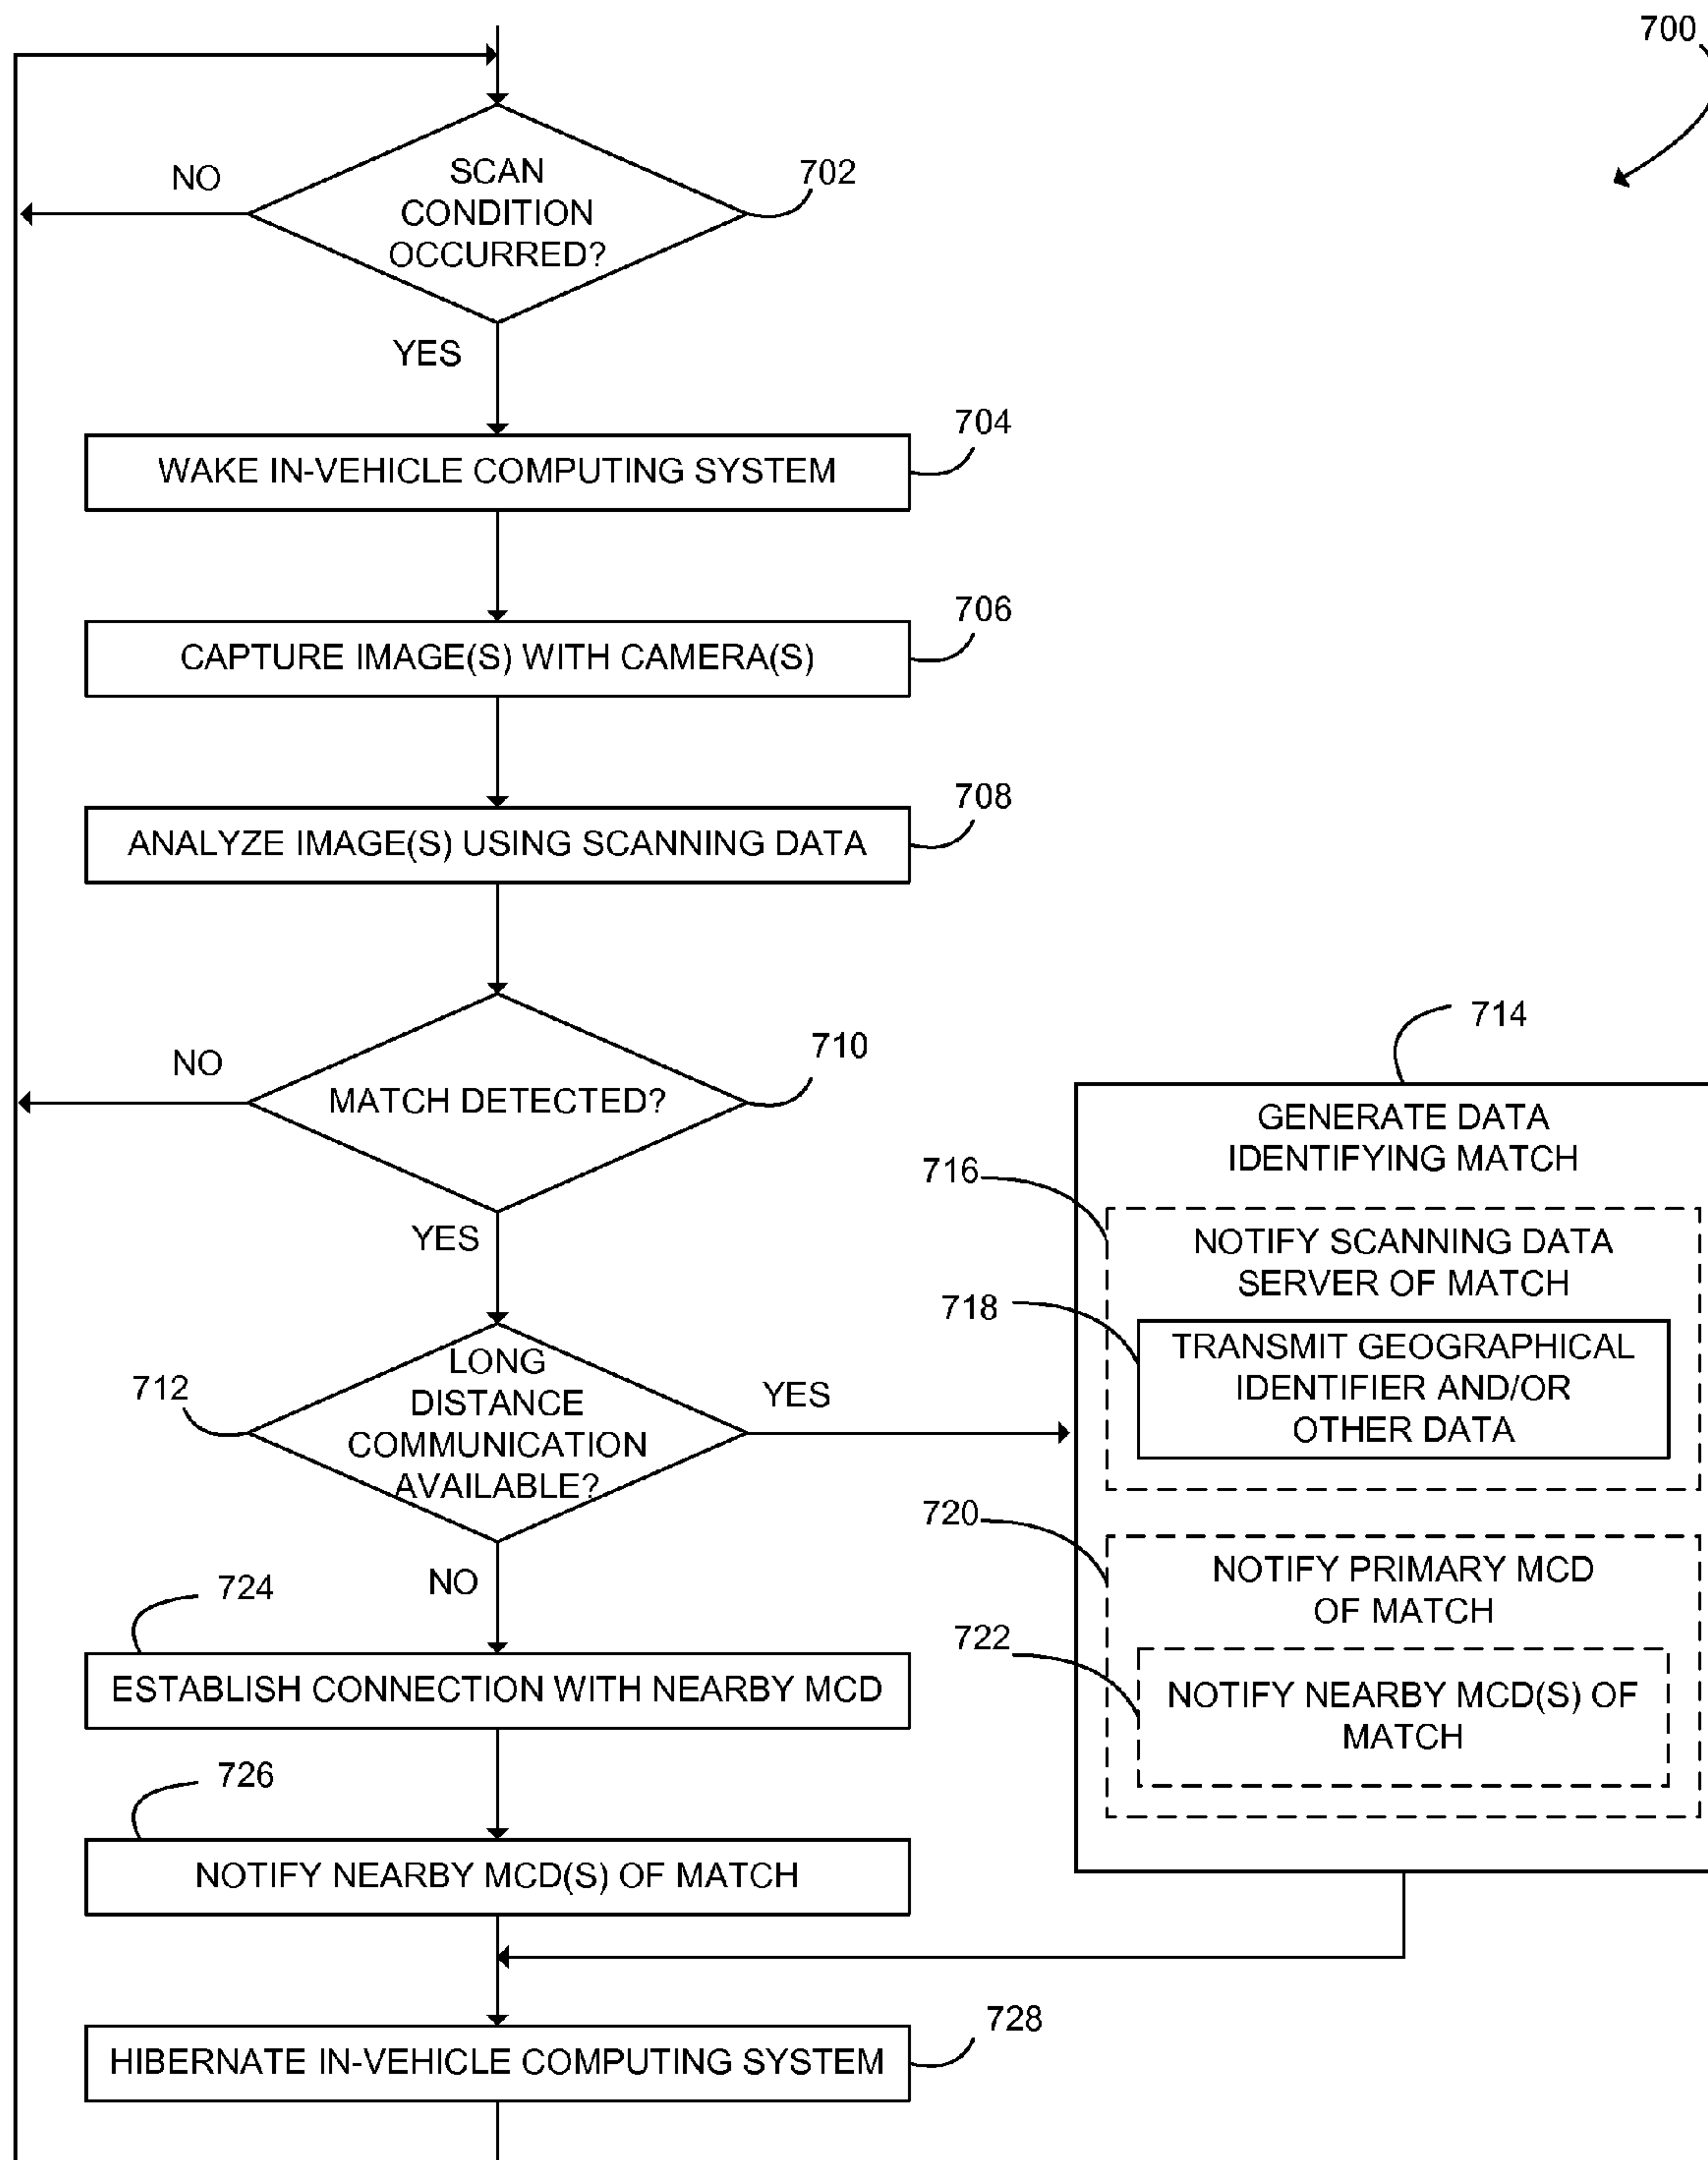 700
SCAN
CONDITION
OCCURRED?
702
NO
YES
704
WAKE IN-VEHICLE COMPUTING SYSTEM
706
CAPTURE IMAGE(S) WITH CAMERA(S)
708
ANALYZE IMAGE(S) USING SCANNING DATA
710
NO
MATCH DETECTED?
YES
712
LONG
DISTANCE
COMMUNICATION
AVAILABLE?
YES
NO
714
GENERATE DATA
IDENTIFYING MATCH
716
NOTIFY SCANNING DATA
SERVER OF MATCH
718
TRANSMIT GEOGRAPHICAL
IDENTIFIER AND/OR
OTHER DATA
720
NOTIFY PRIMARY MCD
OF MATCH
722
NOTIFY NEARBY MCD(S) OF
MATCH
724
ESTABLISH CONNECTION WITH NEARBY MCD
726
NOTIFY NEARBY MCD(S) OF MATCH
728
HIBERNATE IN-VEHICLE COMPUTING SYSTEM